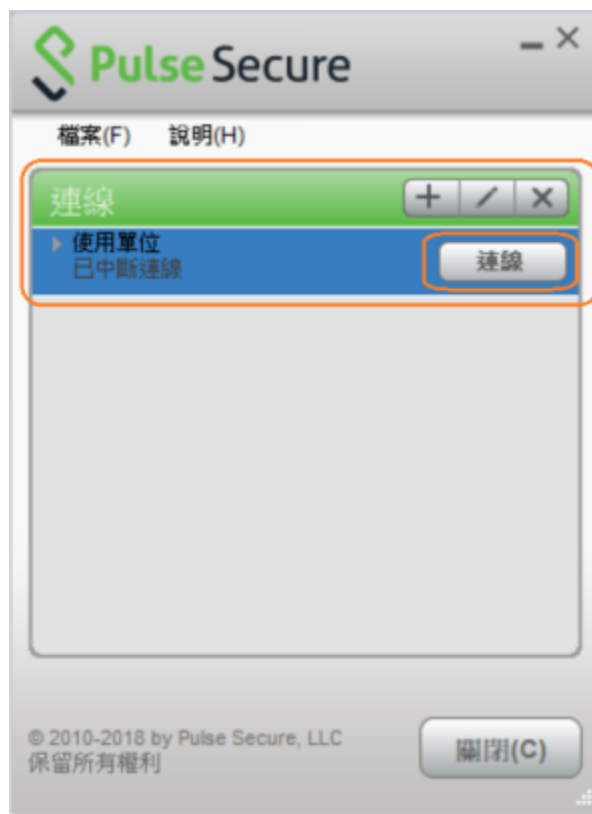 Pulse Secure
檔案(F) 說明(H)
連線
使用單位
已中斷連線
連線
© 2010-2018 by Pulse Secure, LLC
保留所有權利
關閉(C)